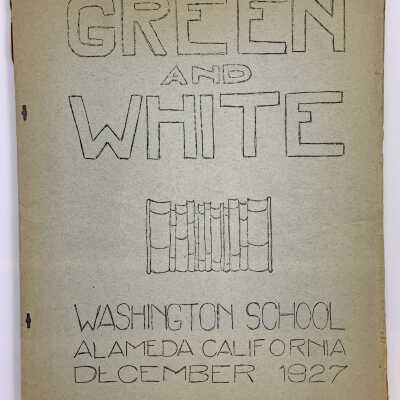 GREEN
AND
WHITE
WASHINGTON SCHOOL
ALAMEDA CALIFORNIA
DECEMBER 1927